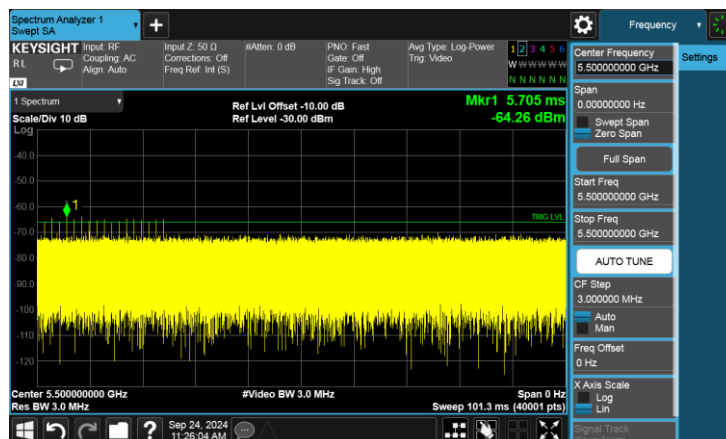 Spectrum Analyzer 1
Swept SA
+
Frequency
KEYSIGHT
RL
LXI
Input: RF
Coupling: AC
Align: Auto
Input Z: 50 Ω
Corrections: Off
Freq Ref: Int (S)
#Atten: 0 dB
PNO: Fast
Gate: Off
IF Gain: High
Sig Track: Off
Avg Type: Log-Power
Trig: Video
1 2 3 4 5 6
W W W W W W
N N N N N N
1 Spectrum
Scale/Div 10 dB
Ref Lvl Offset -10.00 dB
Ref Level -30.00 dBm
Mkr1 5.705 ms
-64.26 dBm
Log
-40.0
-50.0
-60.0
-70.0
-80.0
-90.0
-100
-110
-120
1
TRIG LVL
Center 5.500000000 GHz
Res BW 3.0 MHz
#Video BW 3.0 MHz
Span 0 Hz
Sweep 101.3 ms (40001 pts)
Sep 24, 2024
11:26:04 AM
?
Center Frequency
5.500000000 GHz
Settings
Span
0.00000000 Hz
Swept Span
Zero Span
Full Span
Start Freq
5.500000000 GHz
Stop Freq
5.500000000 GHz
AUTO TUNE
CF Step
3.000000 MHz
Auto
Man
Freq Offset
0 Hz
X Axis Scale
Log
Lin
Signal Track